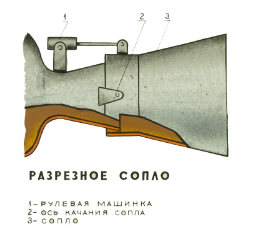 1 2 3
РАЗРЕЗНОЕ СОПЛО
1-РУЛЕВАЯ МАШИНКА
2-ОСЬ КАЧАНИЯ СОПЛА
3-СОПЛО